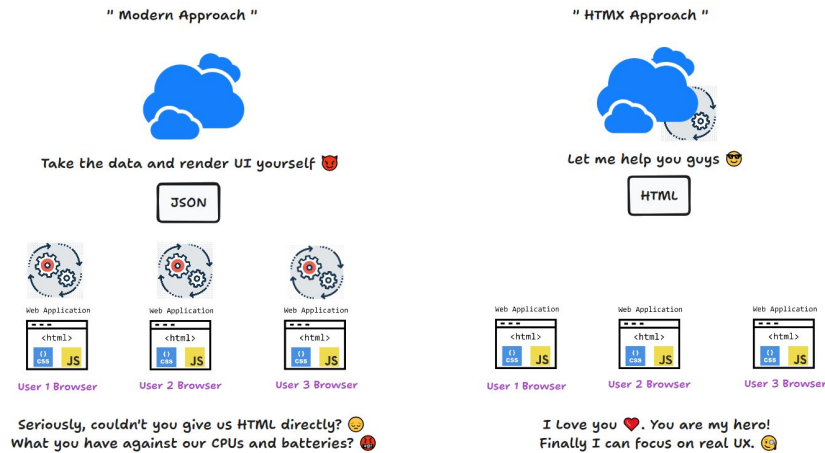 " Modern Approach "
Take the data and render UI yourself 😈
JSON
Web Application
<html>
{}
CSS
JS
User 1 Browser
Web Application
<html>
{}
CSS
JS
User 2 Browser
Web Application
<html>
{}
CSS
JS
User 3 Browser
Seriously, couldn't you give us HTML directly? 😔
What you have against our CPUs and batteries? 🤬
" HTMX Approach "
Let me help you guys 😎
HTML
Web Application
<html>
{}
CSS
JS
User 1 Browser
Web Application
<html>
{}
CSS
JS
User 2 Browser
Web Application
<html>
{}
CSS
JS
User 3 Browser
I Love you ❤️. You are my hero!
Finally I can focus on real UX. 🧐